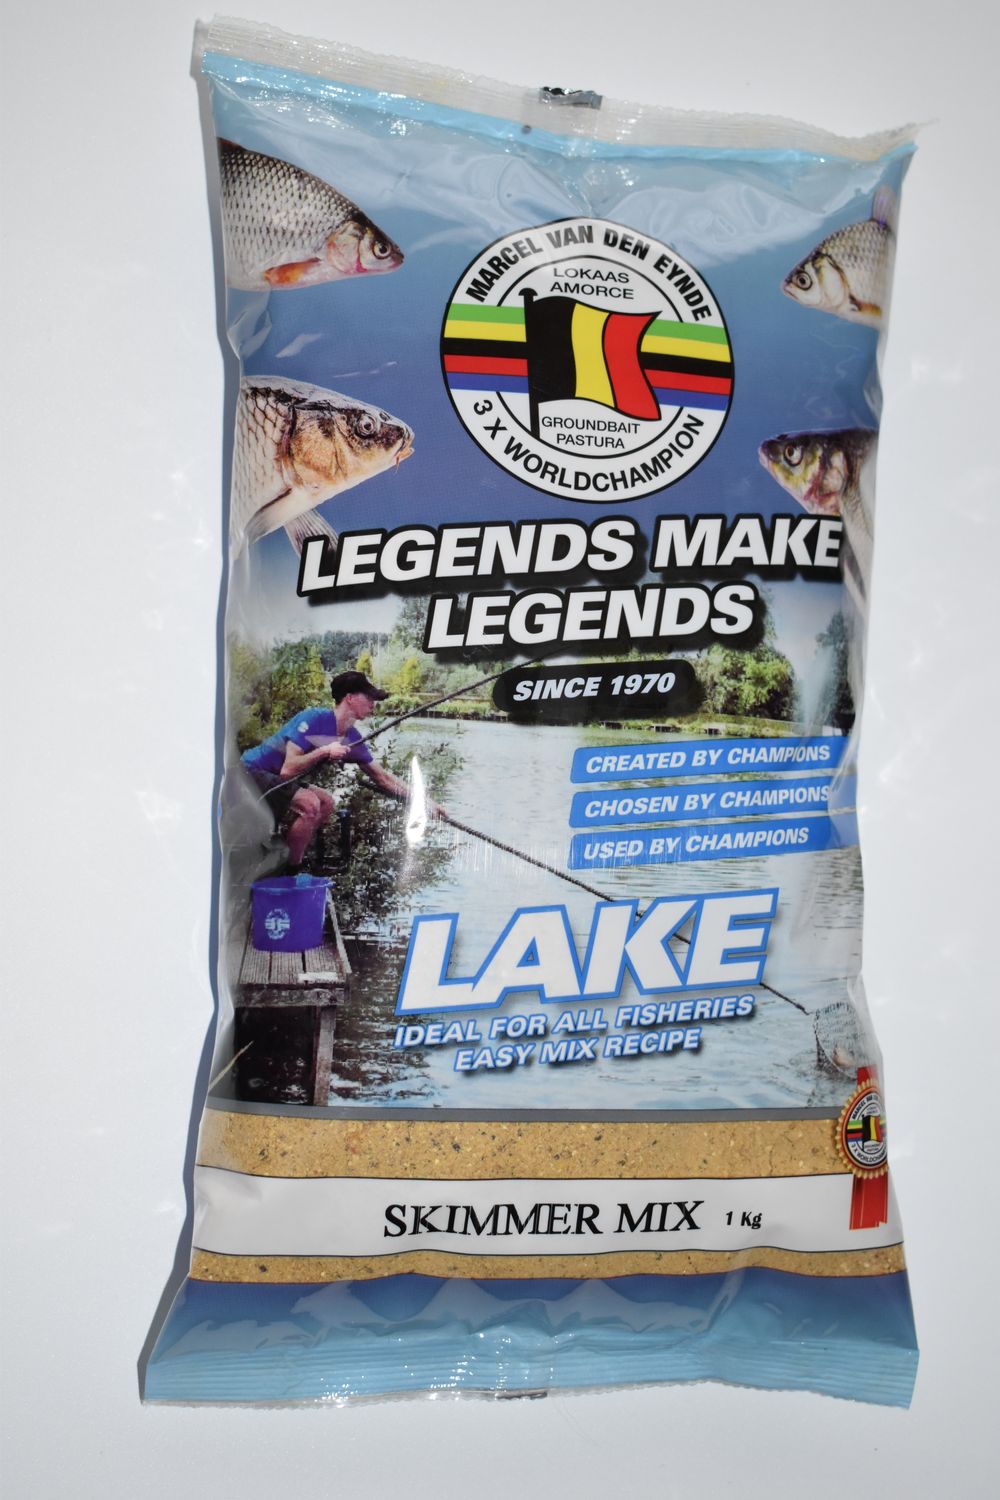 MARCEL VAN DEN EYNDE
LOKAAS
AMORCE
GROUNDBAIT
PASTURA
3 X WORLDCHAMPION
LEGENDS MAKE
LEGENDS
SINCE 1970
CREATED BY CHAMPIONS
CHOSEN BY CHAMPIONS
USED BY CHAMPIONS
LAKE
IDEAL FOR ALL FISHERIES
EASY MIX RECIPE
SKIMMER MIX 1 Kg